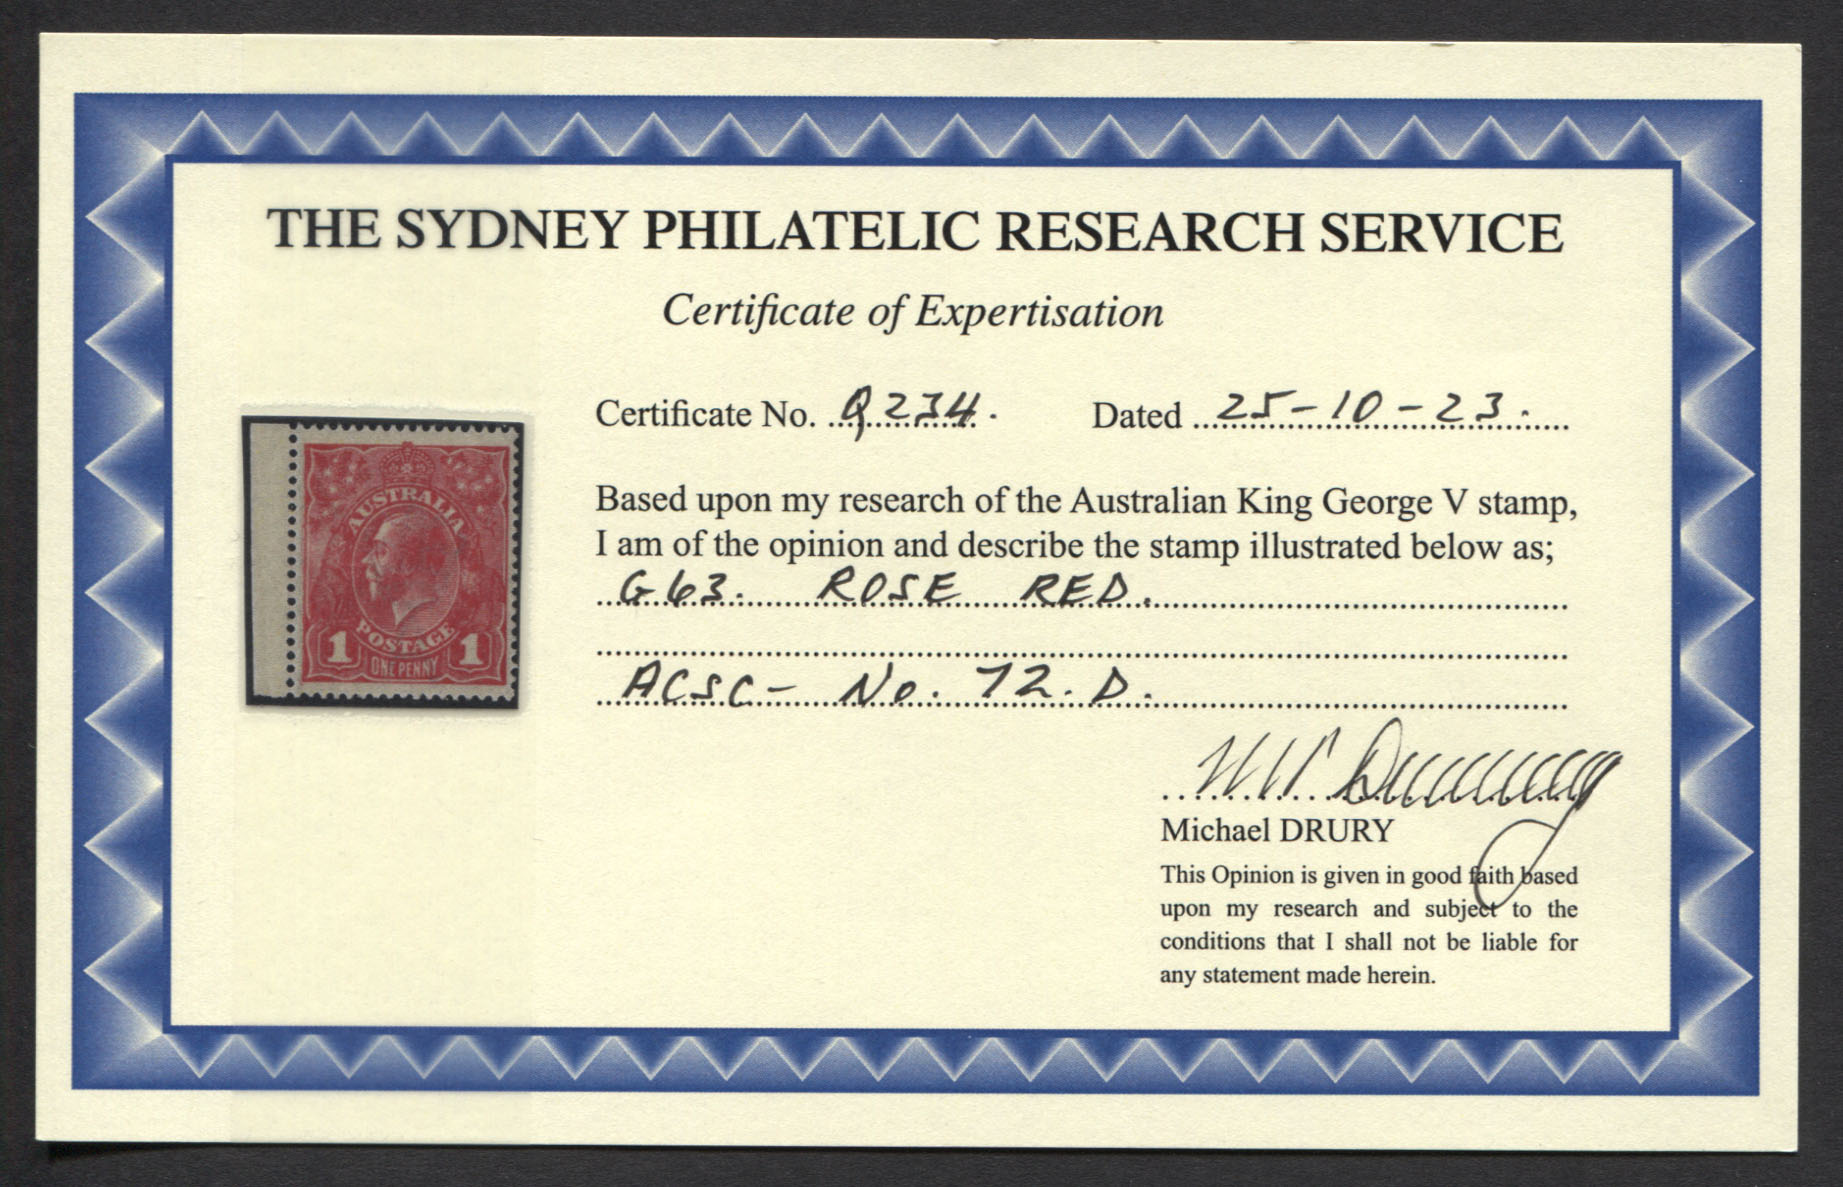 THE SYDNEY PHILATELIC RESEARCH SERVICE
Certificate of Expertisation
Certificate No. Q234. Dated 25-10-23.
Based upon my research of the Australian King George V stamp,
I am of the opinion and describe the stamp illustrated below as;
G63. ROSE RED.
ACSC- No. 72. D.
AUSTRALIA
POSTAGE
1 ONE PENNY 1
Michael DRURY
This Opinion is given in good faith based
upon my research and subject to the
conditions that I shall not be liable for
any statement made herein.